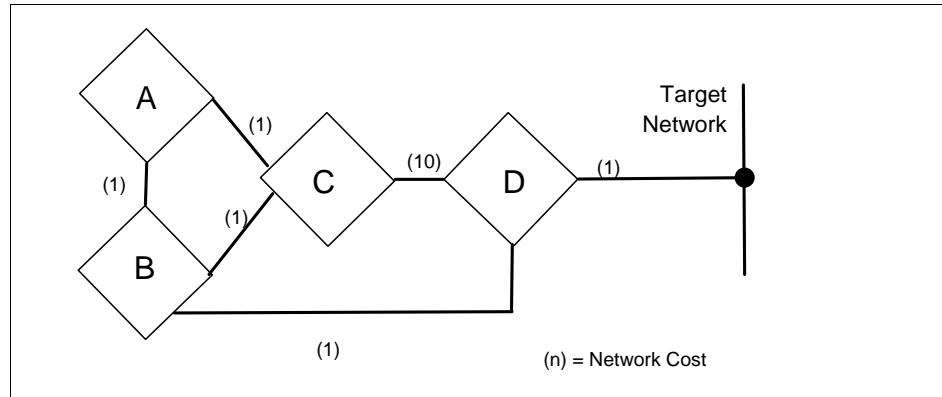 A
Target
Network
(1)
(10)
(1)
C
D
(1)
(1)
B
(1)
(n) = Network Cost